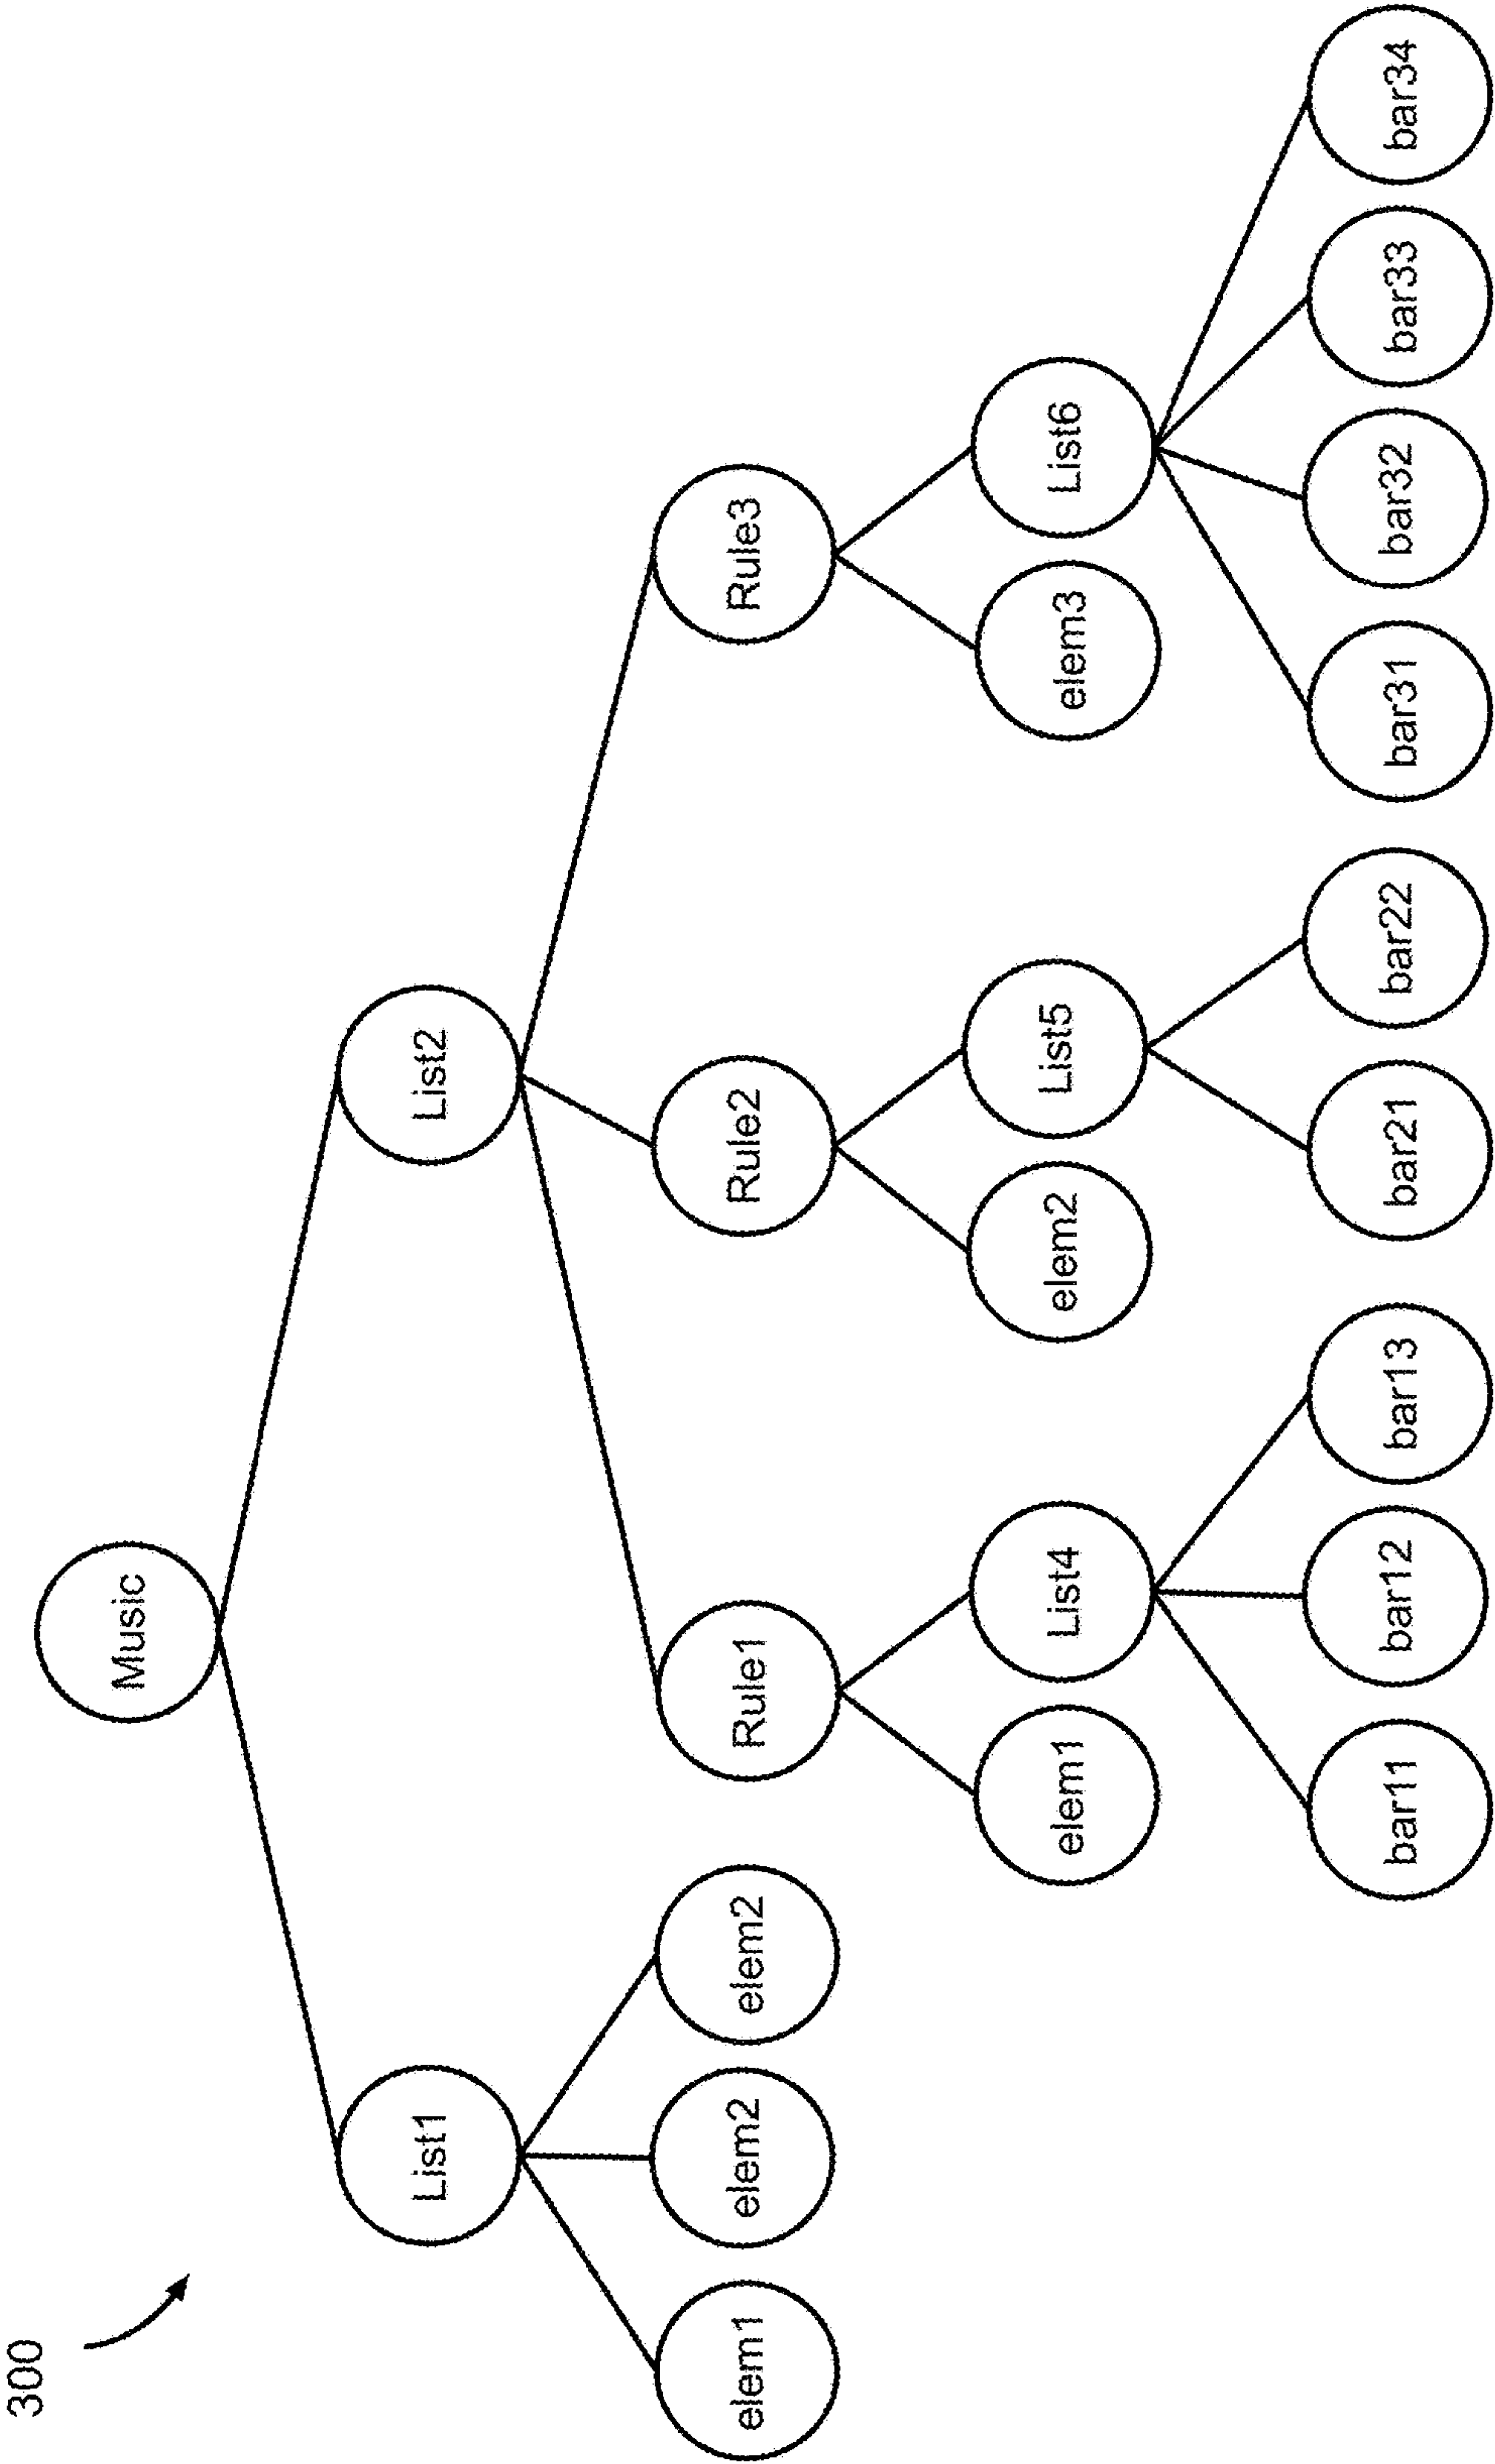 300
Music
List1
List2
elem1
elem2
elem2
Rule1
Rule2
Rule3
elem1
List4
elem2
List5
elem3
List6
bar11
bar12
bar13
bar21
bar22
bar31
bar32
bar33
bar34